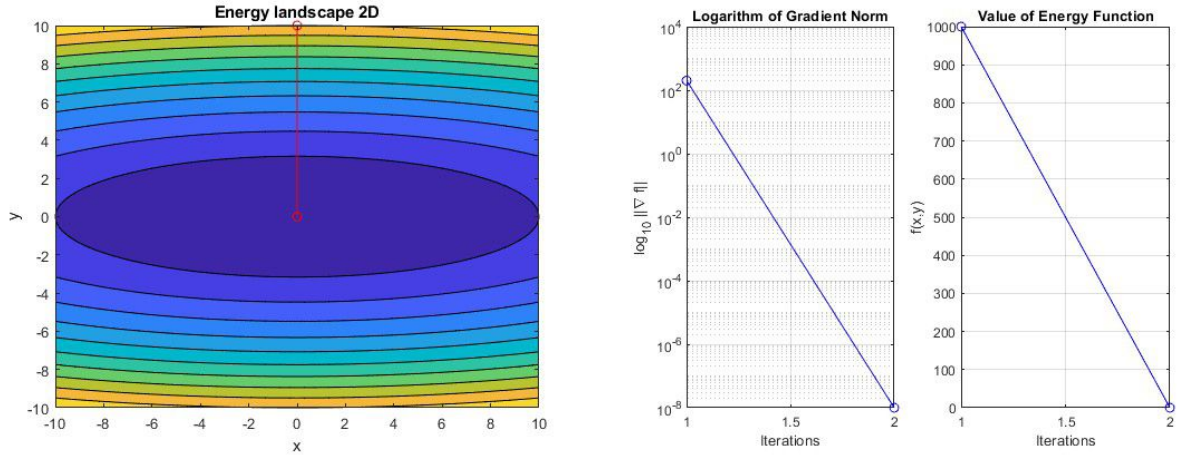 Energy landscape 2D
10
8
6
4
2
0
-2
-4
-6
-8
-10
y
-10 -8 -6 -4 -2 0 2 4 6 8 10
x
Logarithm of Gradient Norm
10^4
10^2
10^0
10^-2
10^-4
10^-6
10^-8
log_10 ||∇ f||
1 1.5 2
Iterations
Value of Energy Function
1000
900
800
700
600
500
400
300
200
100
0
f(x,y)
1 1.5 2
Iterations